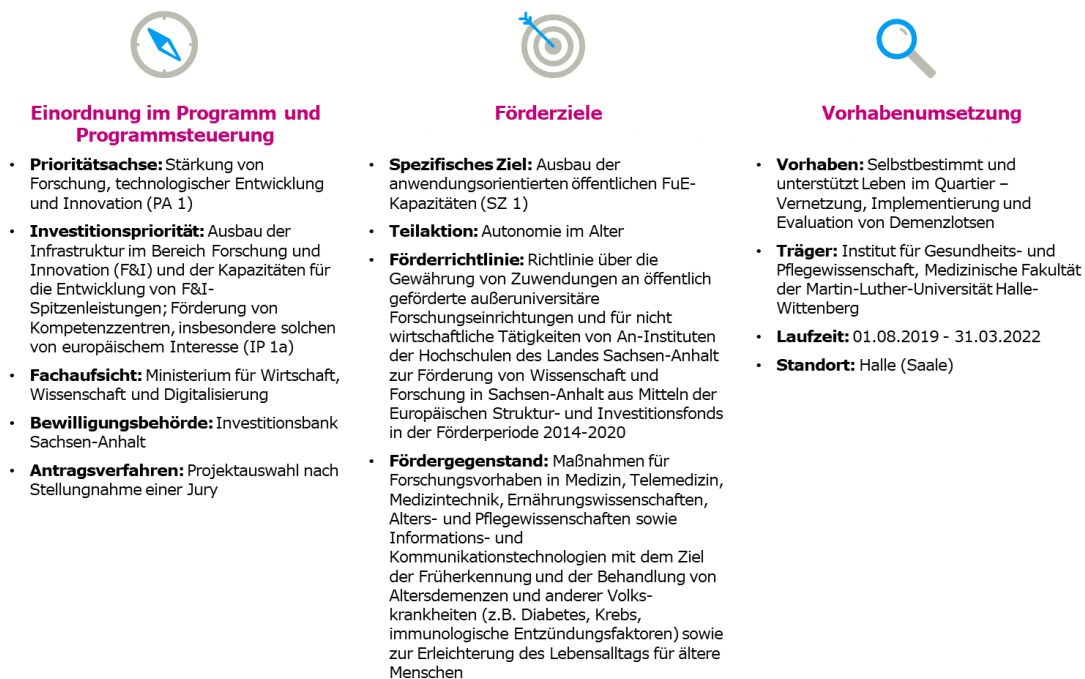 Einordnung im Programm und
Programmsteuerung
• Prioritätsachse: Stärkung von
Forschung, technologischer Entwicklung
und Innovation (PA 1)
• Investitionspriorität: Ausbau der
Infrastruktur im Bereich Forschung und
Innovation (F&I) und der Kapazitäten für
die Entwicklung von F&I-
Spitzenleistungen; Förderung von
Kompetenzzentren, insbesondere solchen
von europäischem Interesse (IP 1a)
• Fachaufsicht: Ministerium für Wirtschaft,
Wissenschaft und Digitalisierung
• Bewilligungsbehörde: Investitionsbank
Sachsen-Anhalt
• Antragsverfahren: Projektauswahl nach
Stellungnahme einer Jury
Förderziele
• Spezifisches Ziel: Ausbau der
anwendungsorientierten öffentlichen FuE-
Kapazitäten (SZ 1)
• Teilaktion: Autonomie im Alter
• Förderrichtlinie: Richtlinie über die
Gewährung von Zuwendungen an öffentlich
geförderte außeruniversitäre
Forschungseinrichtungen und für nicht
wirtschaftliche Tätigkeiten von An-Instituten
der Hochschulen des Landes Sachsen-Anhalt
zur Förderung von Wissenschaft und
Forschung in Sachsen-Anhalt aus Mitteln der
Europäischen Struktur- und Investitionsfonds
in der Förderperiode 2014-2020
• Fördergegenstand: Maßnahmen für
Forschungsvorhaben in Medizin, Telemedizin,
Medizintechnik, Ernährungswissenschaften,
Alters- und Pflegewissenschaften sowie
Informations- und
Kommunikationstechnologien mit dem Ziel
der Früherkennung und der Behandlung von
Altersdemenzen und anderer Volks-
krankheiten (z.B. Diabetes, Krebs,
immunologische Entzündungsfaktoren) sowie
zur Erleichterung des Lebensalltags für ältere
Menschen
Vorhabenumsetzung
• Vorhaben: Selbstbestimmt und
unterstützt Leben im Quartier –
Vernetzung, Implementierung und
Evaluation von Demenzlotsen
• Träger: Institut für Gesundheits- und
Pflegewissenschaft, Medizinische Fakultät
der Martin-Luther-Universität Halle-
Wittenberg
• Laufzeit: 01.08.2019 - 31.03.2022
• Standort: Halle (Saale)